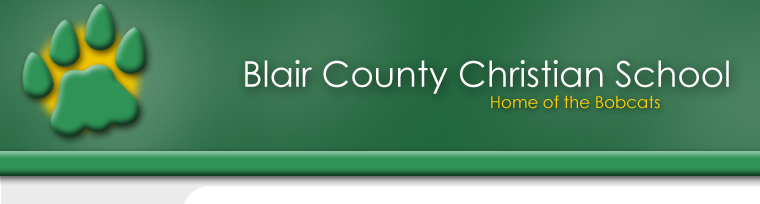 Blair County Christian School
Home of the Bobcats